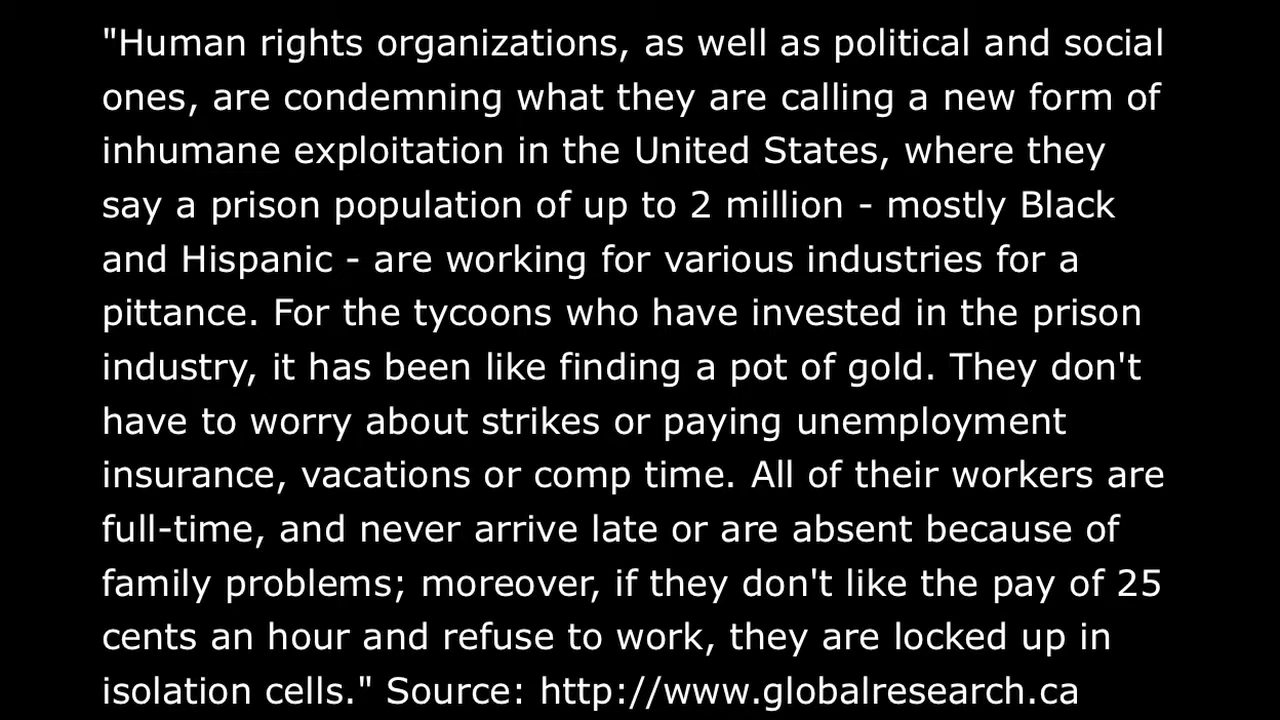 "Human rights organizations, as well as political and social
ones, are condemning what they are calling a new form of
inhumane exploitation in the United States, where they
say a prison population of up to 2 million - mostly Black
and Hispanic - are working for various industries for a
pittance. For the tycoons who have invested in the prison
industry, it has been like finding a pot of gold. They don't
have to worry about strikes or paying unemployment
insurance, vacations or comp time. All of their workers are
full-time, and never arrive late or are absent because of
family problems; moreover, if they don't like the pay of 25
cents an hour and refuse to work, they are locked up in
isolation cells." Source: http://www.globalresearch.ca